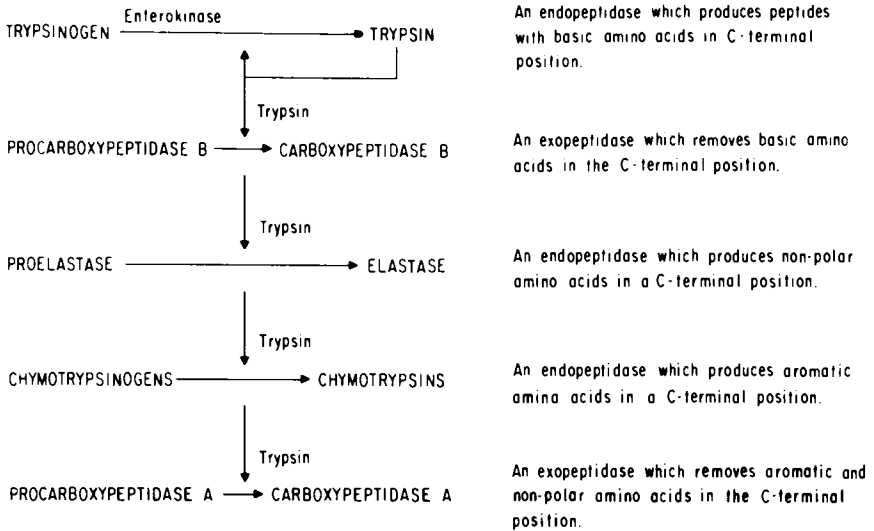 Enterokinase
TRYPSINOGEN TRYPSIN
An endopeptidase which produces peptides
with basic amino acids in C-terminal
position.
Trypsin
PROCARBOXYPEPTIDASE B CARBOXYPEPTIDASE B
An exopeptidase which removes basic amino
acids in the C-terminal position.
Trypsin
PROELASTASE ELASTASE
An endopeptidase which produces non-polar
amino acids in a C-terminal position.
Trypsin
CHYMOTRYPSINOGENS CHYMOTRYPSINS
An endopeptidase which produces aromatic
amina acids in a C-terminal position.
Trypsin
PROCARBOXYPEPTIDASE A CARBOXYPEPTIDASE A
An exopeptidase which removes aromatic and
non-polar amino acids in the C-terminal
position.